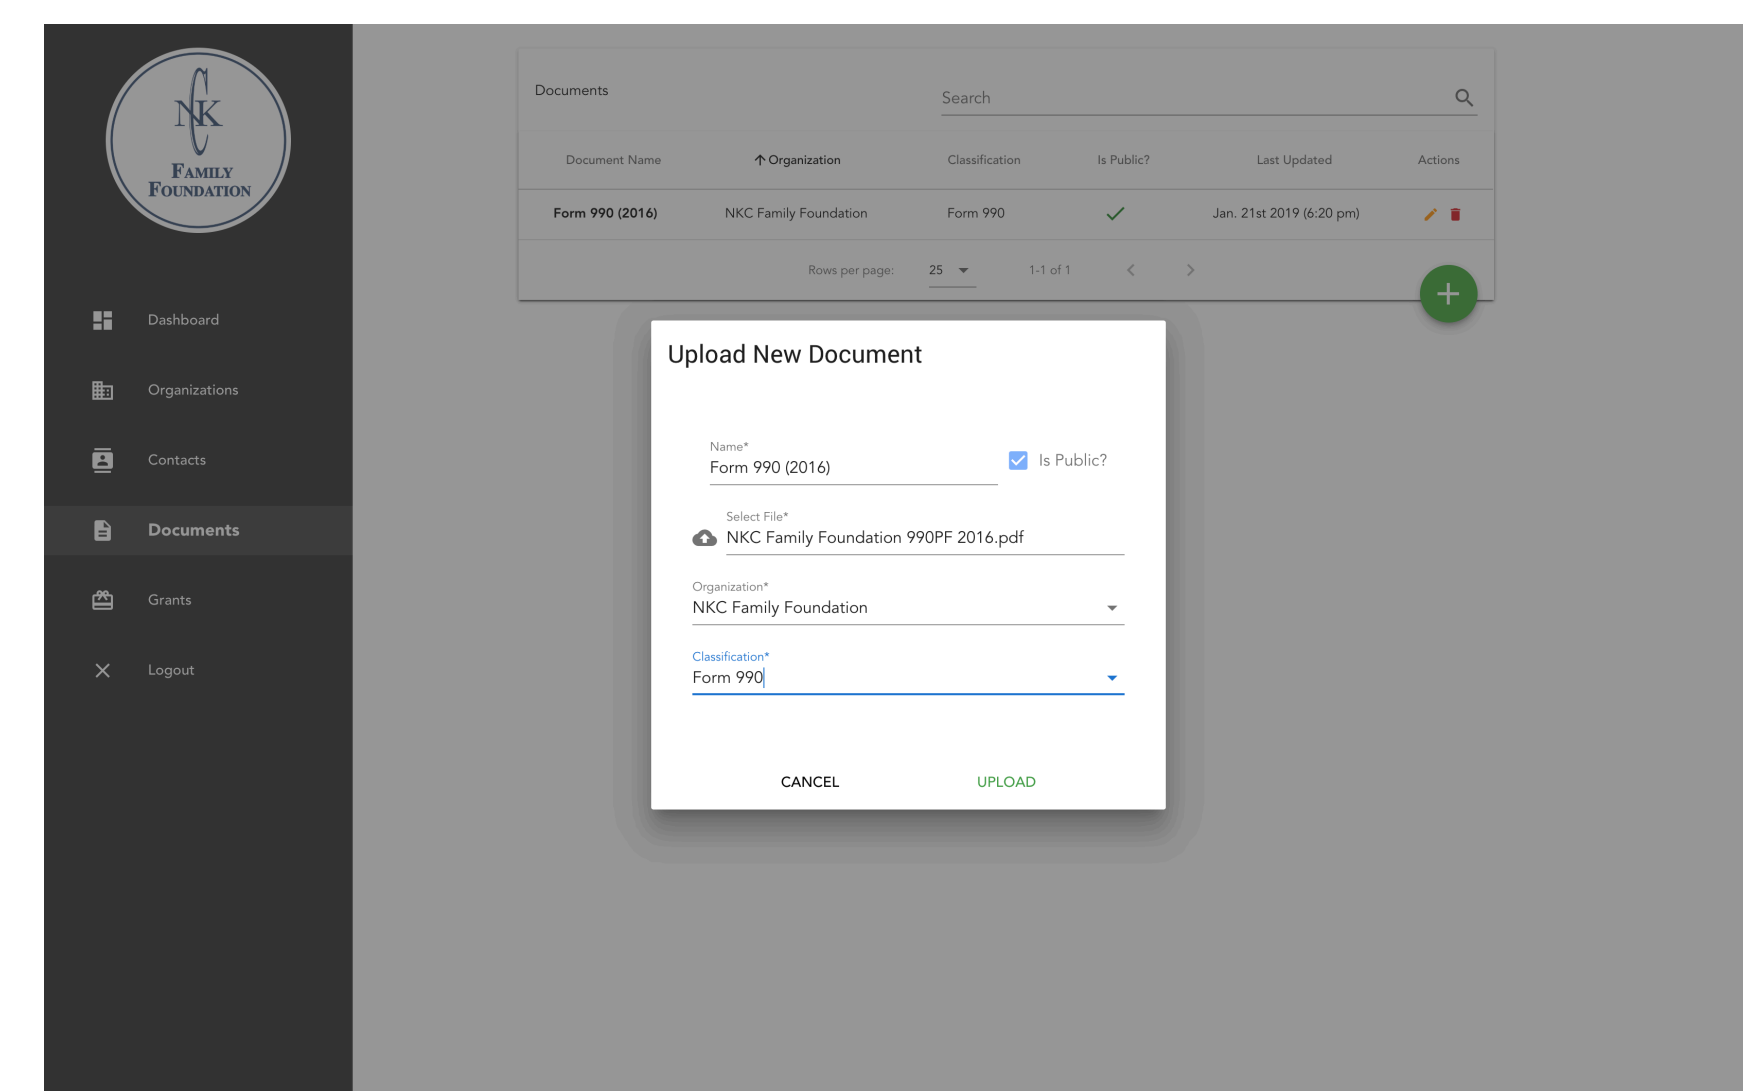 NKC
FAMILY
FOUNDATION
Dashboard
Organizations
Contacts
Documents
Grants
Logout
Documents
Search
Document Name Organization Classification Is Public? Last Updated Actions
Form 990 (2016) NKC Family Foundation Form 990 Jan. 21st 2019 (6:20 pm)
Rows per page: 25 1-1 of 1
Upload New Document
Name*
Form 990 (2016) Is Public?
Select File*
NKC Family Foundation 990PF 2016.pdf
Organization*
NKC Family Foundation
Classification*
Form 990
CANCEL UPLOAD